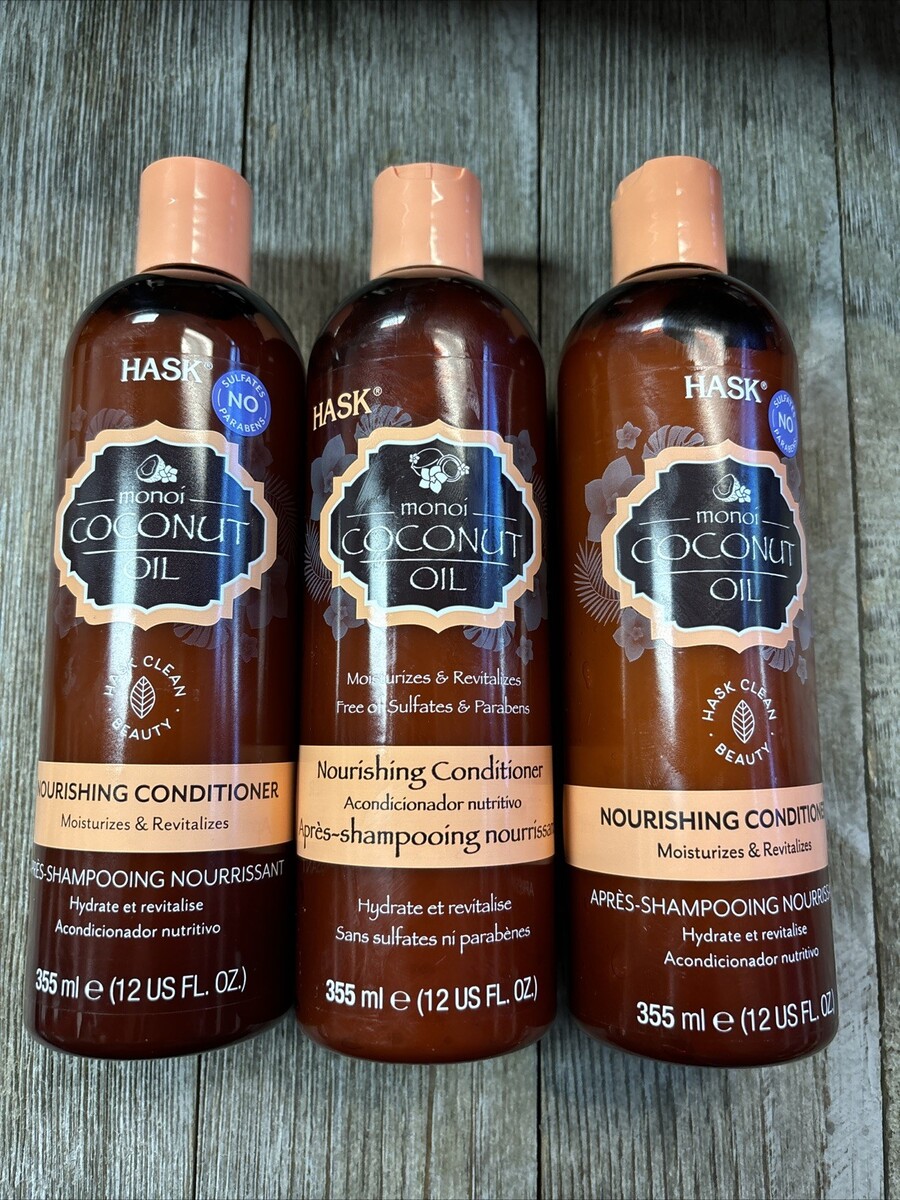 HASK®
SULFATES
NO
PARABENS
monoi
COCONUT
OIL
HASK CLEAN
BEAUTY
NOURISHING CONDITIONER
Moisturizes & Revitalizes
APRÈS-SHAMPOOING NOURRISSANT
Hydrate et revitalise
Acondicionador nutritivo
355 ml e (12 US FL. OZ.)
HASK®
monoi
COCONUT
OIL
Moisturizes & Revitalizes
Free of Sulfates & Parabens
Nourishing Conditioner
Acondicionador nutritivo
Après-shampooing nourrissant
Hydrate et revitalise
Sans sulfates ni parabènes
355 ml e (12 US FL. OZ.)
HASK®
SULFATES
NO
PARABENS
monoi
COCONUT
OIL
HASK CLEAN
BEAUTY
NOURISHING CONDITIONER
Moisturizes & Revitalizes
APRÈS-SHAMPOOING NOURRISSANT
Hydrate et revitalise
Acondicionador nutritivo
355 ml e (12 US FL. OZ.)